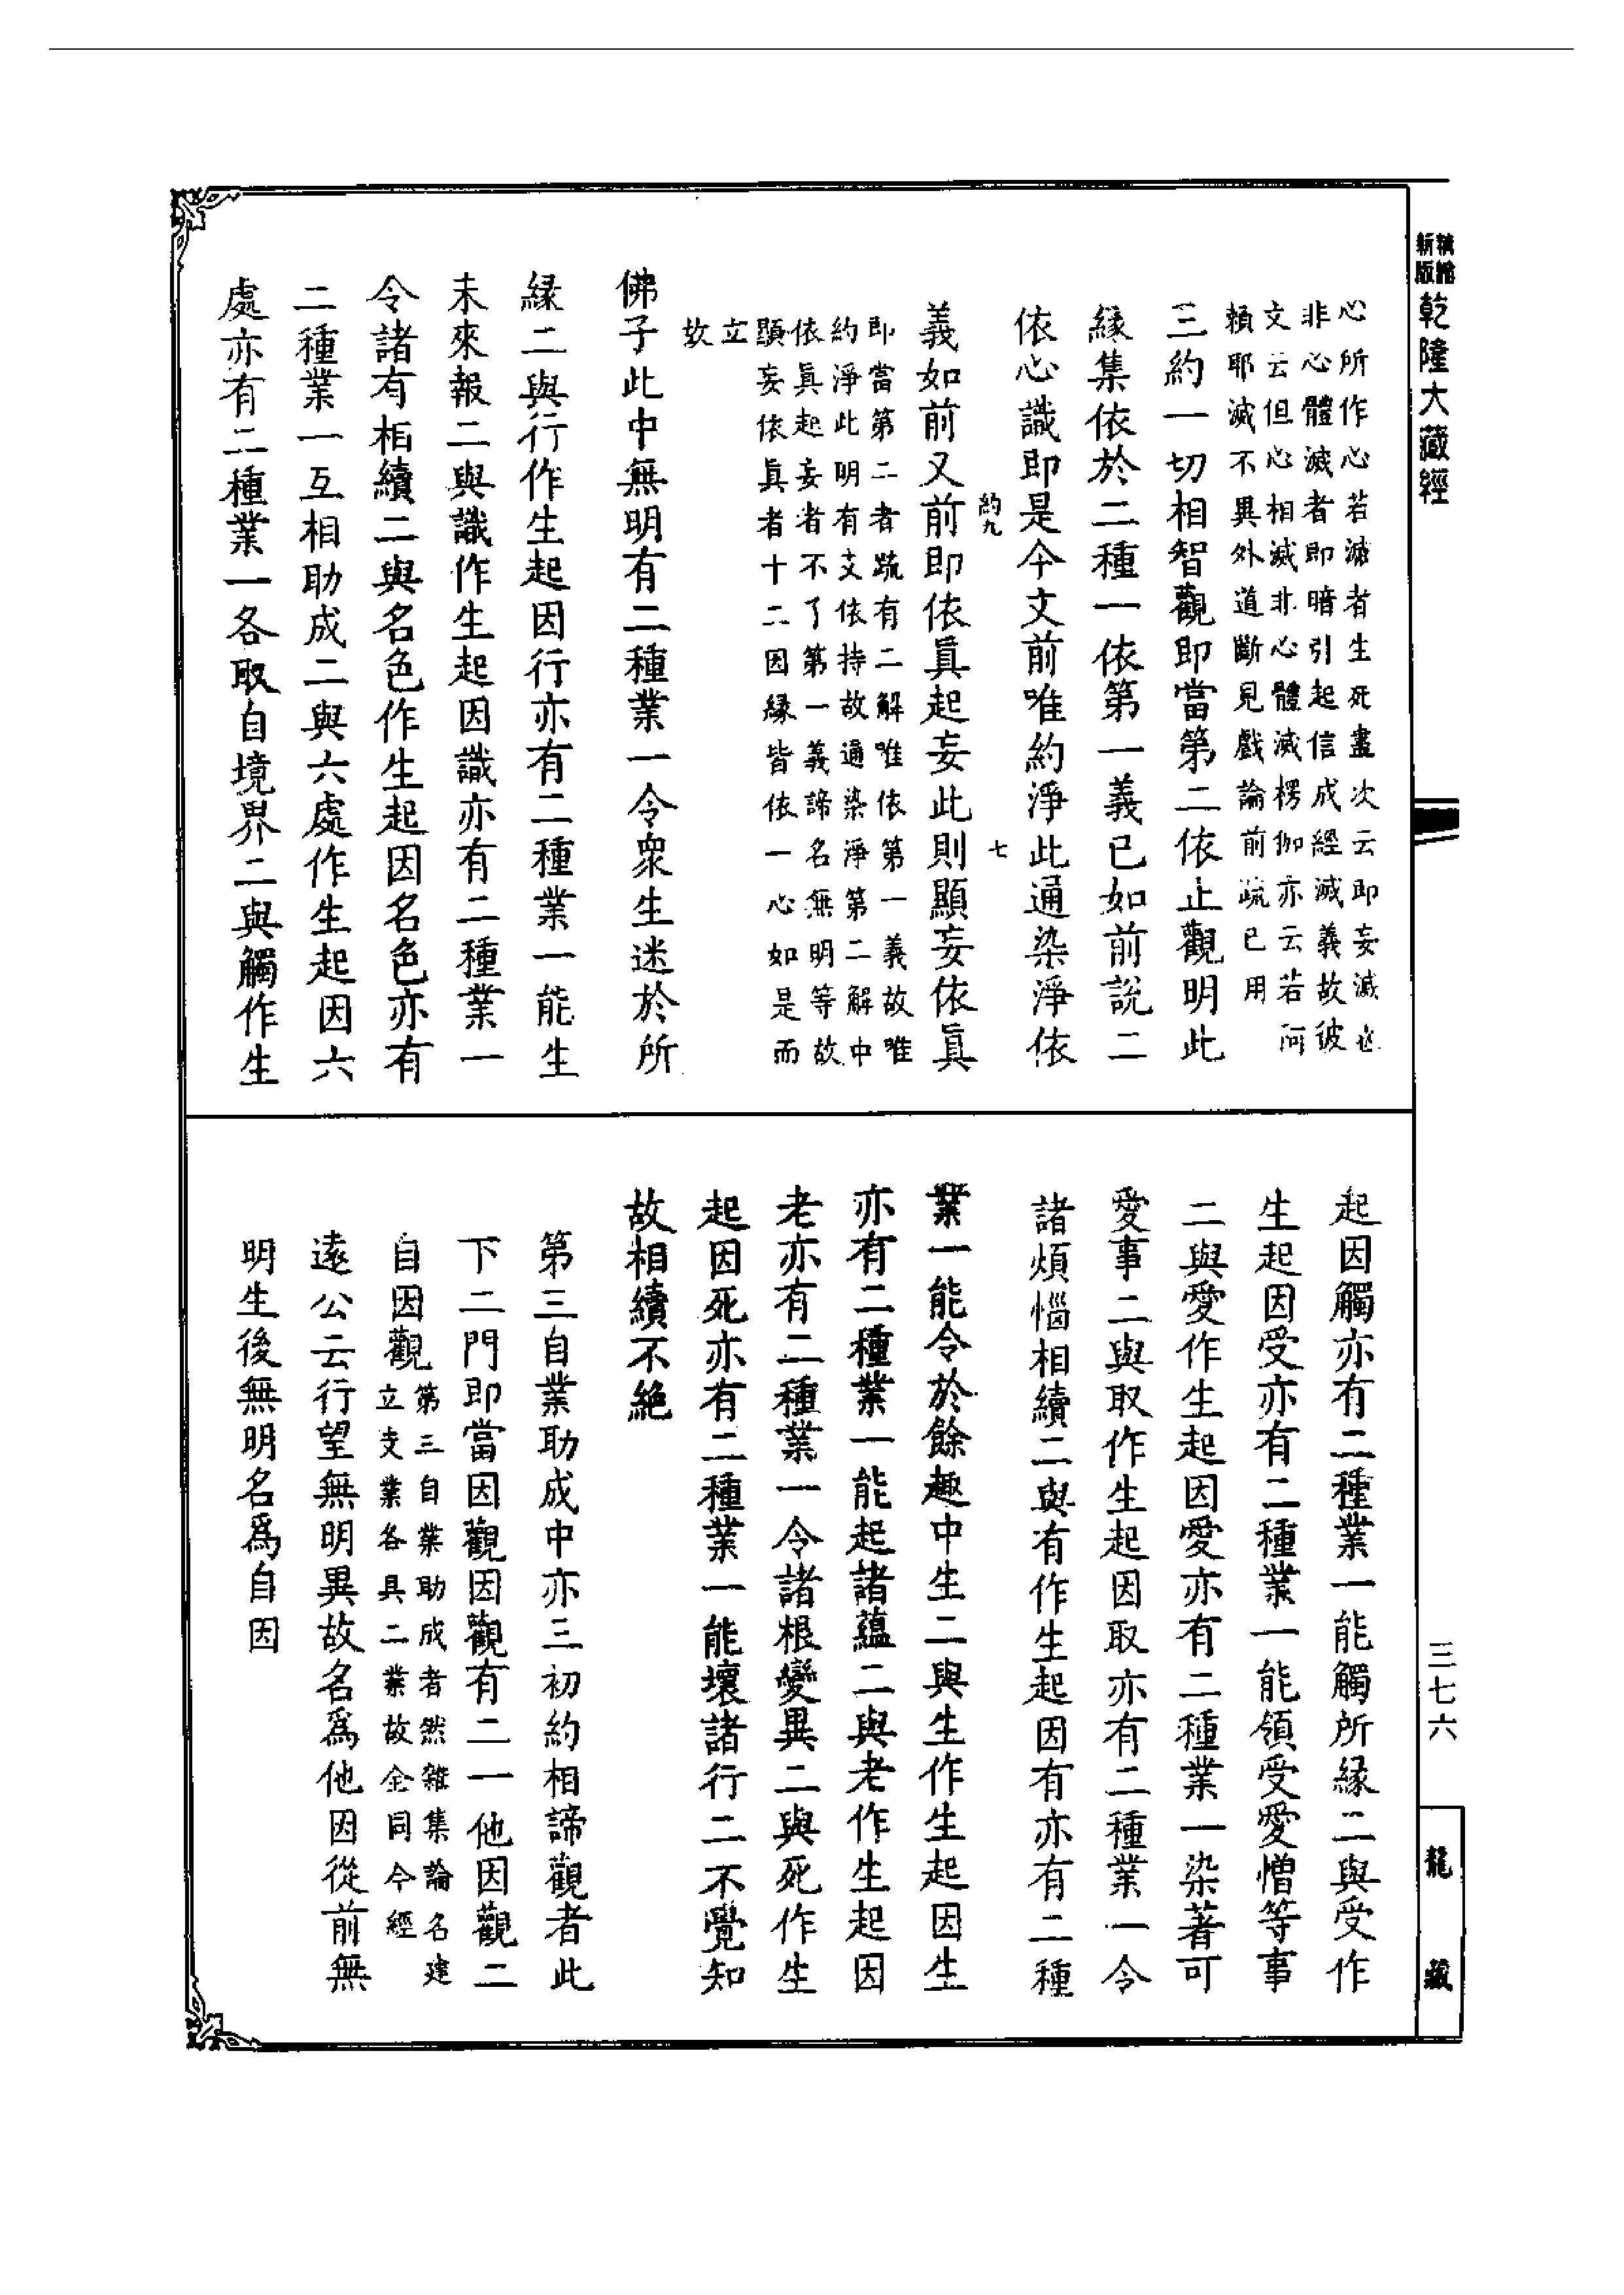 新版 精縮 乾隆大藏經
心所作心若滅者生死盡次云即妄滅也
非心體滅者即暗引起信成經滅義故彼
文云但心相滅非心體滅楞伽亦云若阿
賴耶滅不異外道斷見戲論前疏已用
三約一切相智觀即當第二依止觀明此
緣集依於二種一依第一義已如前說二
依心識即是今文前唯約淨此通染淨依
約九 七
義如前又前即依眞起妄此則顯妄依眞
即當第二者疏有二解唯依第一義故唯
約淨此明有支依持故通染淨第二解中
依眞起妄者不了第一義諦名無明等故
顯妄依眞者十二因緣皆依一心如是而
立
故
佛子此中無明有二種業一令衆生迷於所
緣二與行作生起因行亦有二種業一能生
未來報二與識作生起因識亦有二種業一
令諸有相續二與名色作生起因名色亦有
二種業一互相助成二與六處作生起因六
處亦有二種業一各取自境界二與觸作生
起因觸亦有二種業一能觸所緣二與受作
生起因受亦有二種業一能領受愛憎等事
二與愛作生起因愛亦有二種業一染著可
愛事二與取作生起因取亦有二種業一令
諸煩惱相續二與有作生起因有亦有二種
業一能令於餘趣中生二與生作生起因生
亦有二種業一能起諸蘊二與老作生起因
老亦有二種業一令諸根變異二與死作生
起因死亦有二種業一能壞諸行二不覺知
故相續不絶
第三自業助成中亦三初約相諦觀者此
下二門即當因觀因觀有二一他因觀二
自因觀
第三自業助成者然雜集論名建
立支業各具二業故全同今經
遠公云行望無明異故名爲他因從前無
明生後無明名爲自因
三七六
龍藏